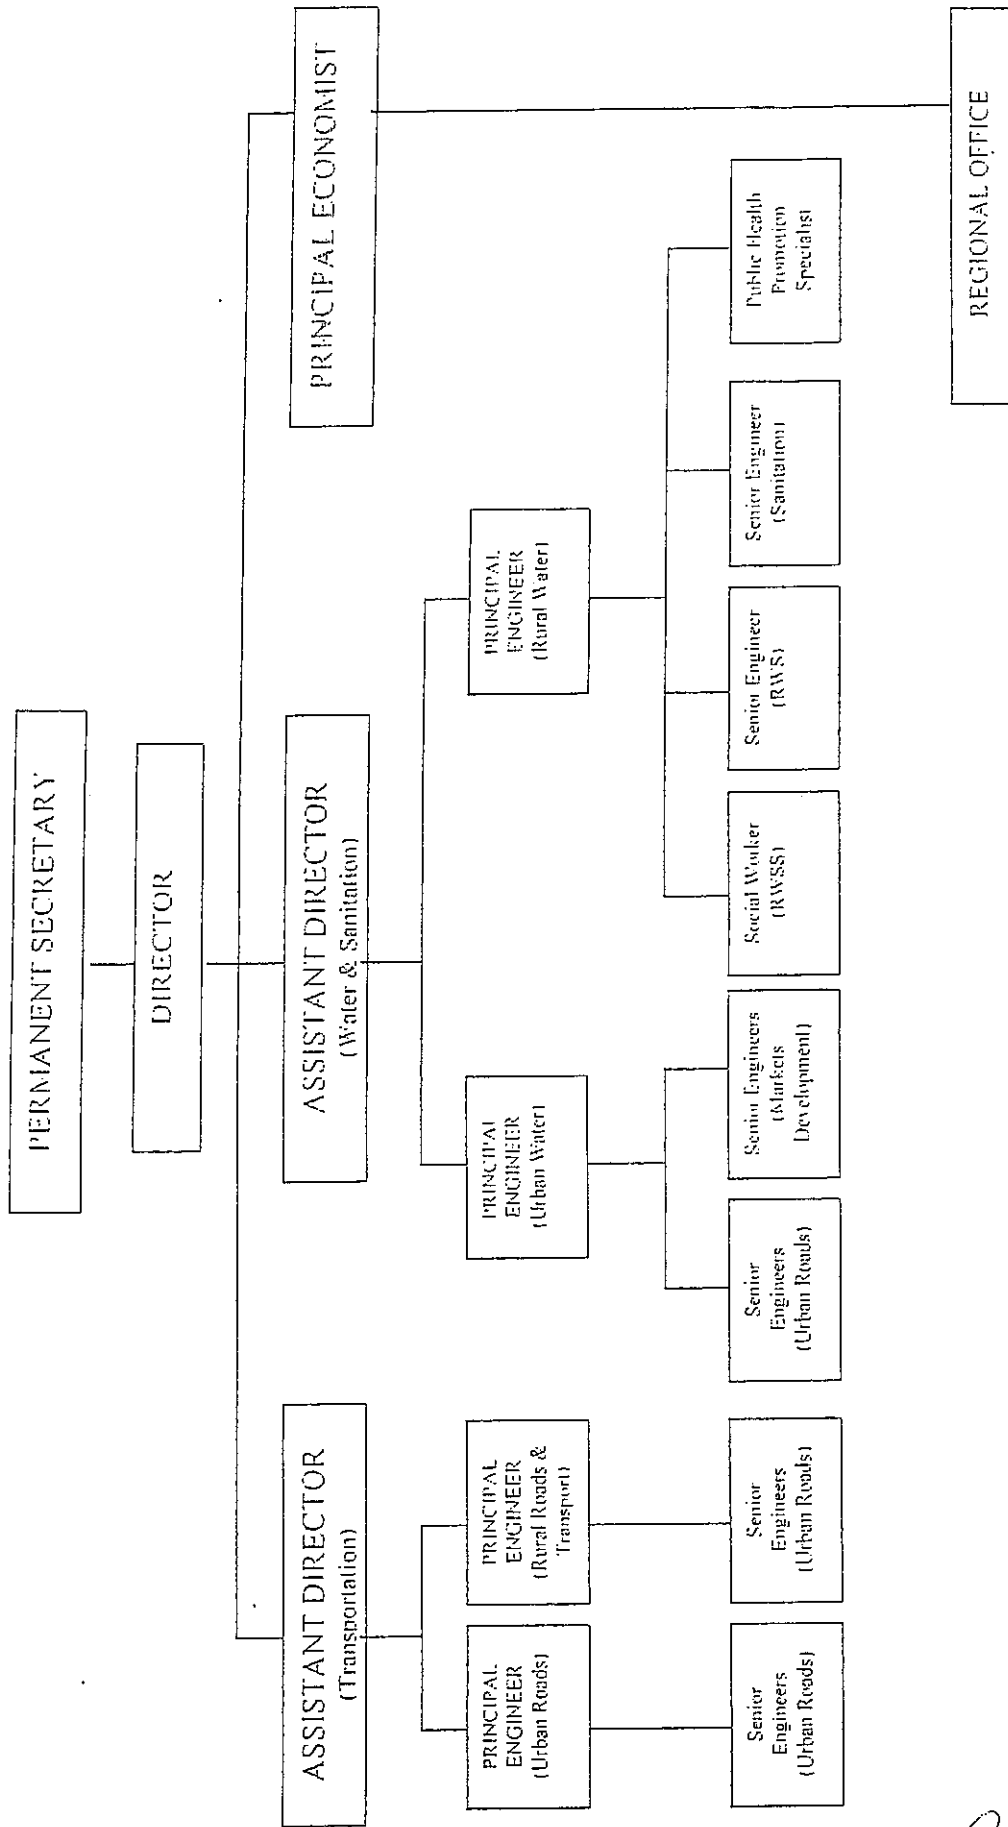 PERMANENT SECRETARY
DIRECTOR
ASSISTANT DIRECTOR
(Transportation)
ASSISTANT DIRECTOR
(Water & Sanitation)
PRINCIPAL ECONOMIST
PRINCIPAL
ENGINEER
(Urban Roads)
PRINCIPAL
ENGINEER
(Rural Roads &
Transport)
PRINCIPAL
ENGINEER
(Urban Water)
PRINCIPAL
ENGINEER
(Rural Water)
Senior
Engineers
(Urban Roads)
Senior
Engineers
(Urban Roads)
Senior
Engineers
(Urban Roads)
Senior Engineers
(Markets
Development)
Social Worker
(RWSS)
Senior Engineer
(RWS)
Senior Engineer
(Sanitation)
Public Health
Promotion
Specialist
REGIONAL OFFICE